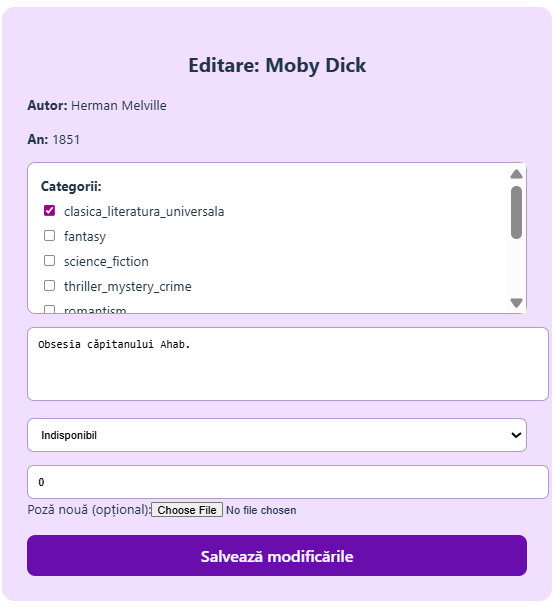 Editare: Moby Dick
Autor: Herman Melville
An: 1851
Categorii:
clasica_literatura_universala
fantasy
science_fiction
thriller_mystery_crime
romantism
Obsesia căpitanului Ahab.
Indisponibil
0
Poză nouă (opțional): Choose File No file chosen
Salvează modificările